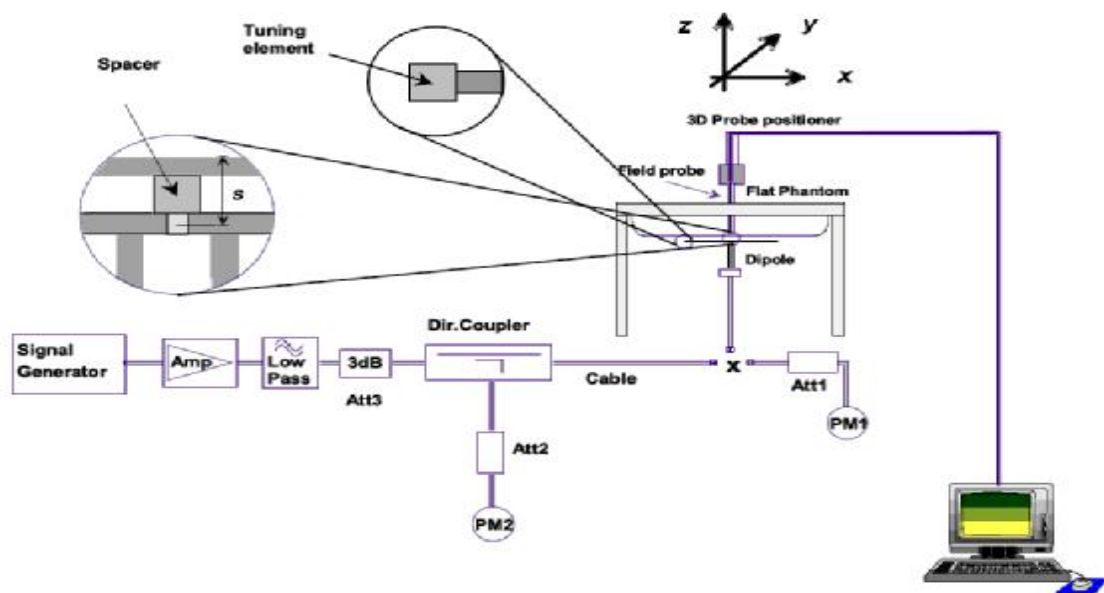 Tuning
element
Spacer
s
z
y
x
3D Probe positioner
Field probe
Flat Phantom
Dipole
Signal
Generator
Amp
Low
Pass
3dB
Att3
Dir.Coupler
Cable
x
Att1
PM1
Att2
PM2